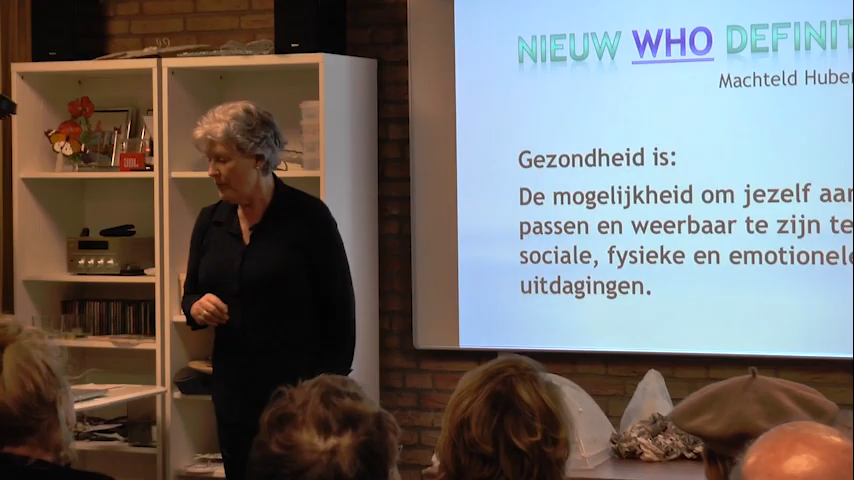 NIEUW WHO DEFINIT
Machteld Huber
Gezondheid is:
De mogelijkheid om jezelf aan
passen en weerbaar te zijn te
sociale, fysieke en emotionele
uitdagingen.
JBL